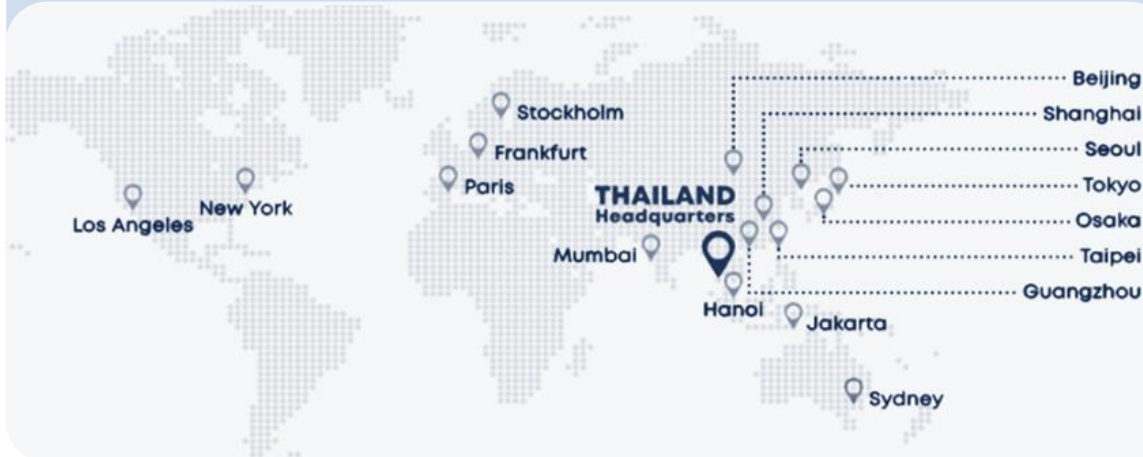 Beijing
Stockholm
Shanghai
Seoul
Frankfurt
Paris
Tokyo
THAILAND
Headquarters
New York
Los Angeles
Osaka
Mumbai
Taipei
Guangzhou
Hanoi
Jakarta
Sydney